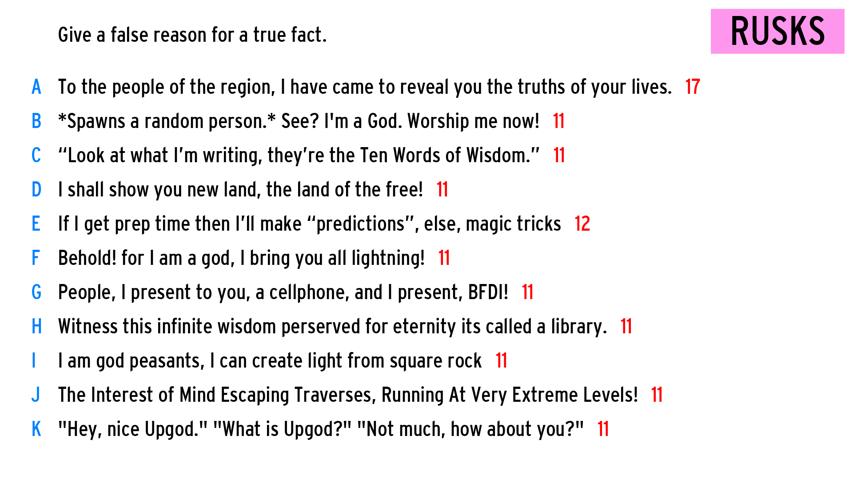 Give a false reason for a true fact.
RUSKS
A To the people of the region, I have came to reveal you the truths of your lives. 17
B *Spawns a random person.* See? I'm a God. Worship me now! 11
C “Look at what I’m writing, they’re the Ten Words of Wisdom.” 11
D I shall show you new land, the land of the free! 11
E If I get prep time then I’ll make “predictions”, else, magic tricks 12
F Behold! for I am a god, I bring you all lightning! 11
G People, I present to you, a cellphone, and I present, BFDI! 11
H Witness this infinite wisdom perserved for eternity its called a library. 11
I I am god peasants, I can create light from square rock 11
J The Interest of Mind Escaping Traverses, Running At Very Extreme Levels! 11
K "Hey, nice Upgod." "What is Upgod?" "Not much, how about you?" 11